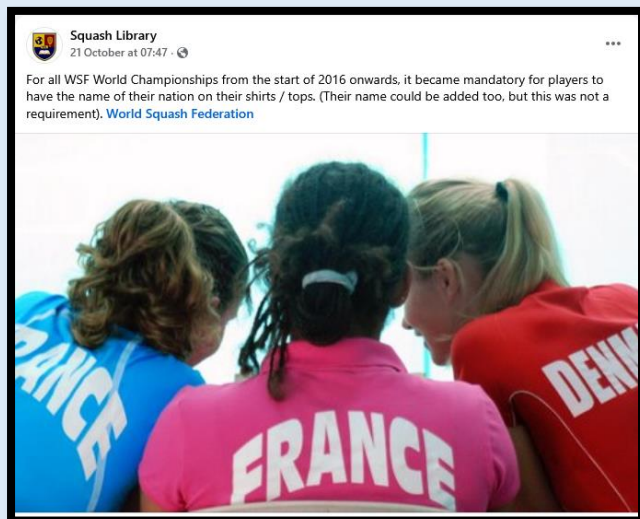 Squash Library
21 October at 07:47 ·
For all WSF World Championships from the start of 2016 onwards, it became mandatory for players to
have the name of their nation on their shirts / tops. (Their name could be added too, but this was not a
requirement). World Squash Federation
RANCE
FRANCE
DENM